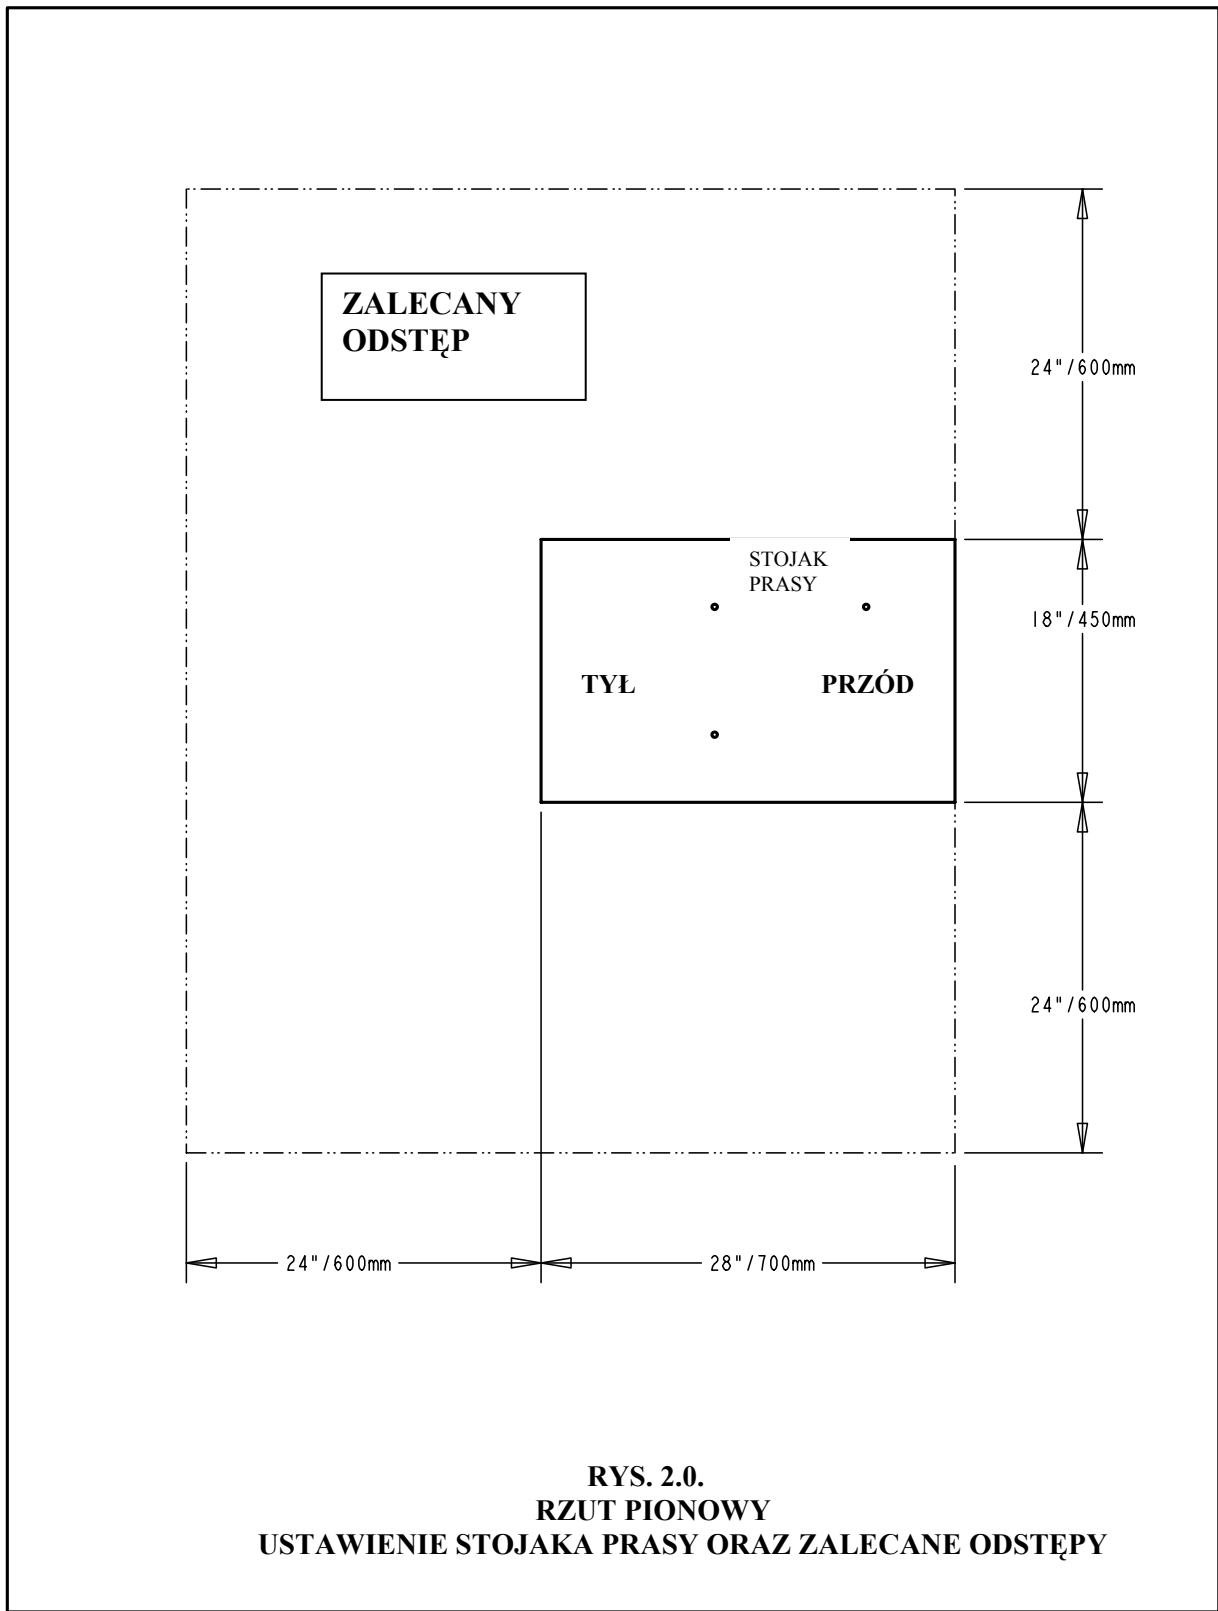 ZALECANY
ODSTĘP
24"/600mm
STOJAK
PRASY
18"/450mm
TYŁ PRZÓD
24"/600mm
24"/600mm 28"/700mm
RYS. 2.0.
RZUT PIONOWY
USTAWIENIE STOJAKA PRASY ORAZ ZALECANE ODSTĘPY